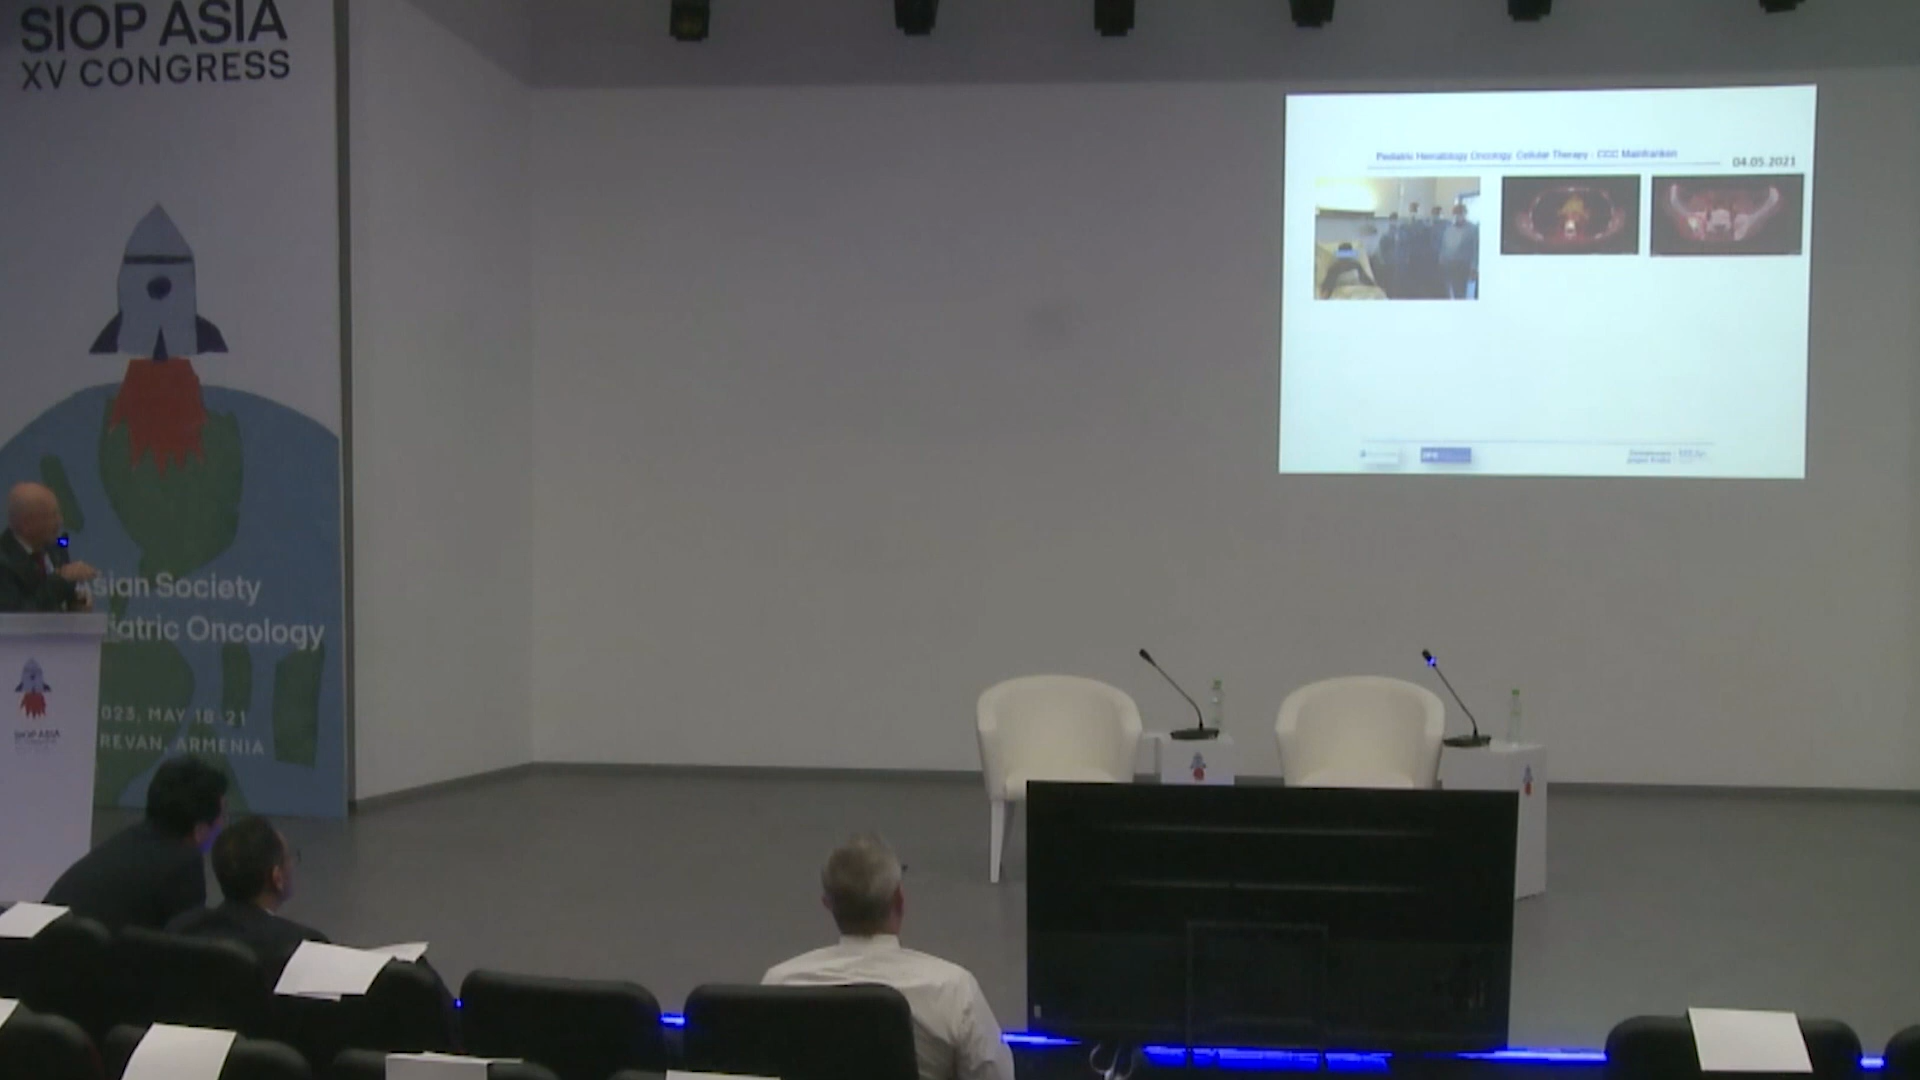 SIOP ASIA
XV CONGRESS
Pediatric Hematology Oncology, Cellular Therapy - CCC Mainfranken
04.05.2021
sian Society
iatric Oncology
023, MAY 18-21
REVAN, ARMENIA
SIOP ASIA